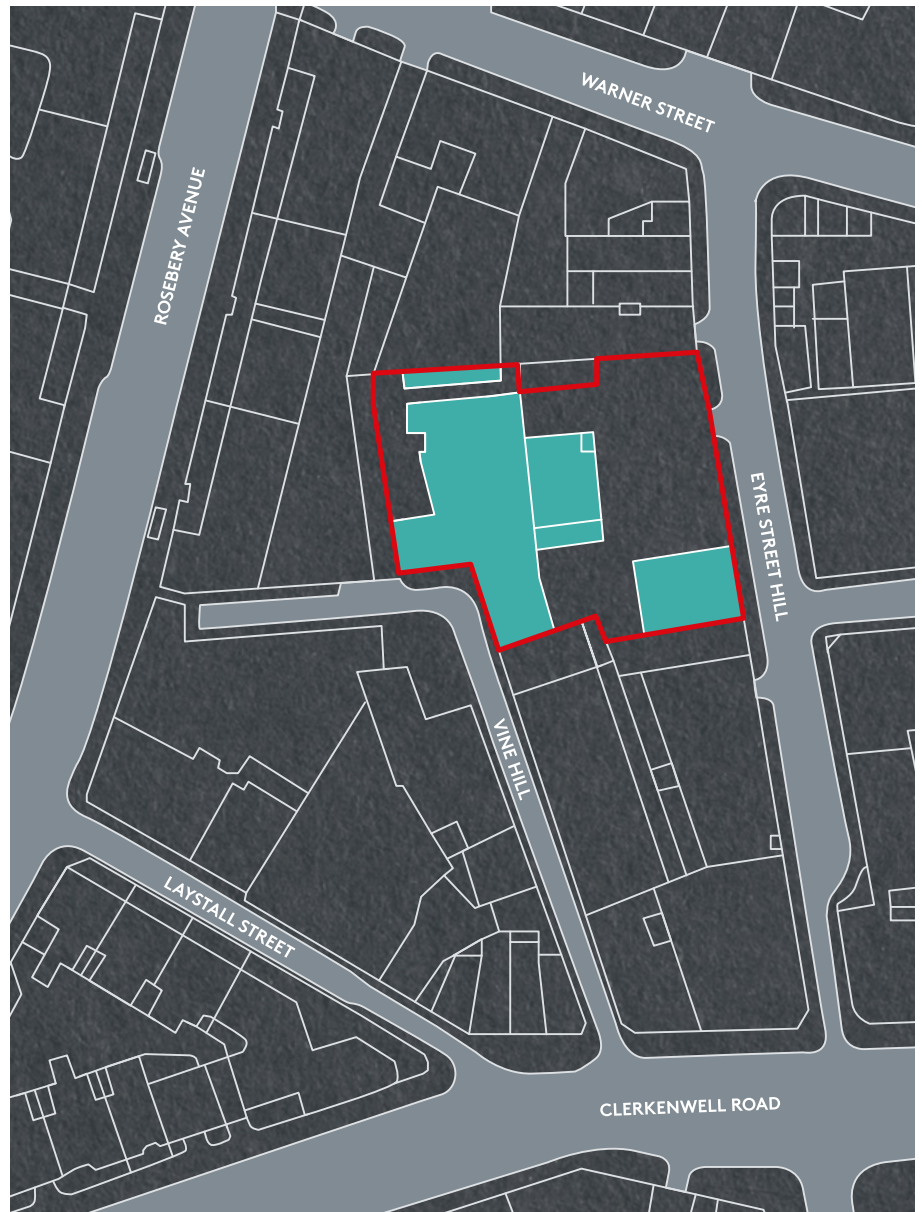 WARNER STREET
ROSEBERY AVENUE
EYRE STREET HILL
VINE HILL
LAYSTALL STREET
CLERKENWELL ROAD